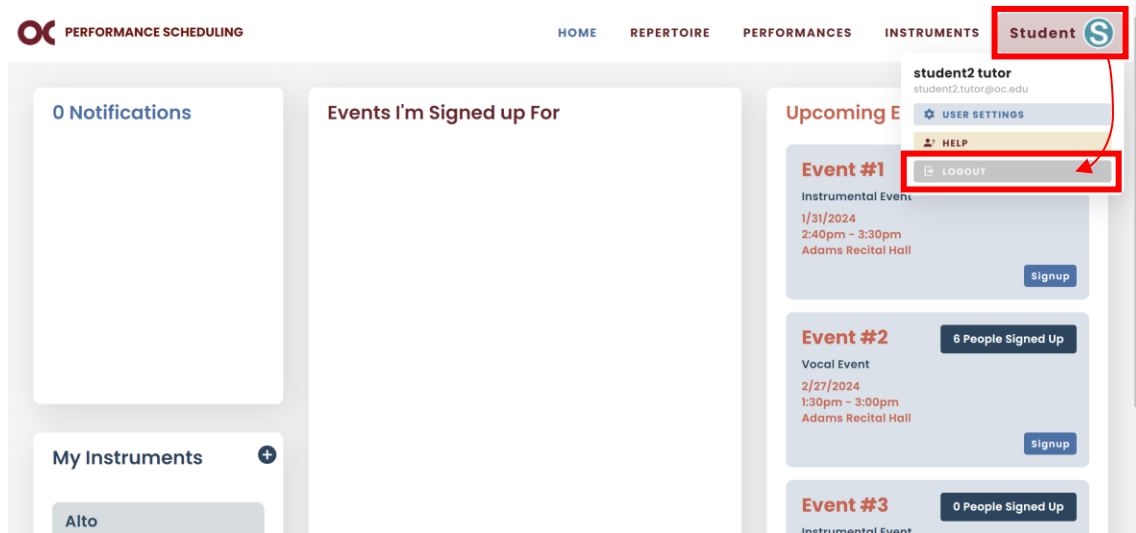 OC PERFORMANCE SCHEDULING
HOME REPERTOIRE PERFORMANCES INSTRUMENTS Student S
student2 tutor
student2.tutor@oc.edu
USER SETTINGS
HELP
LOGOUT
0 Notifications
My Instruments
Alto
Events I'm Signed up For
Upcoming E
Event #1
Instrumental Event
1/31/2024
2:40pm - 3:30pm
Adams Recital Hall
Signup
Event #2
6 People Signed Up
Vocal Event
2/27/2024
1:30pm - 3:00pm
Adams Recital Hall
Signup
Event #3
0 People Signed Up
Instrumental Event